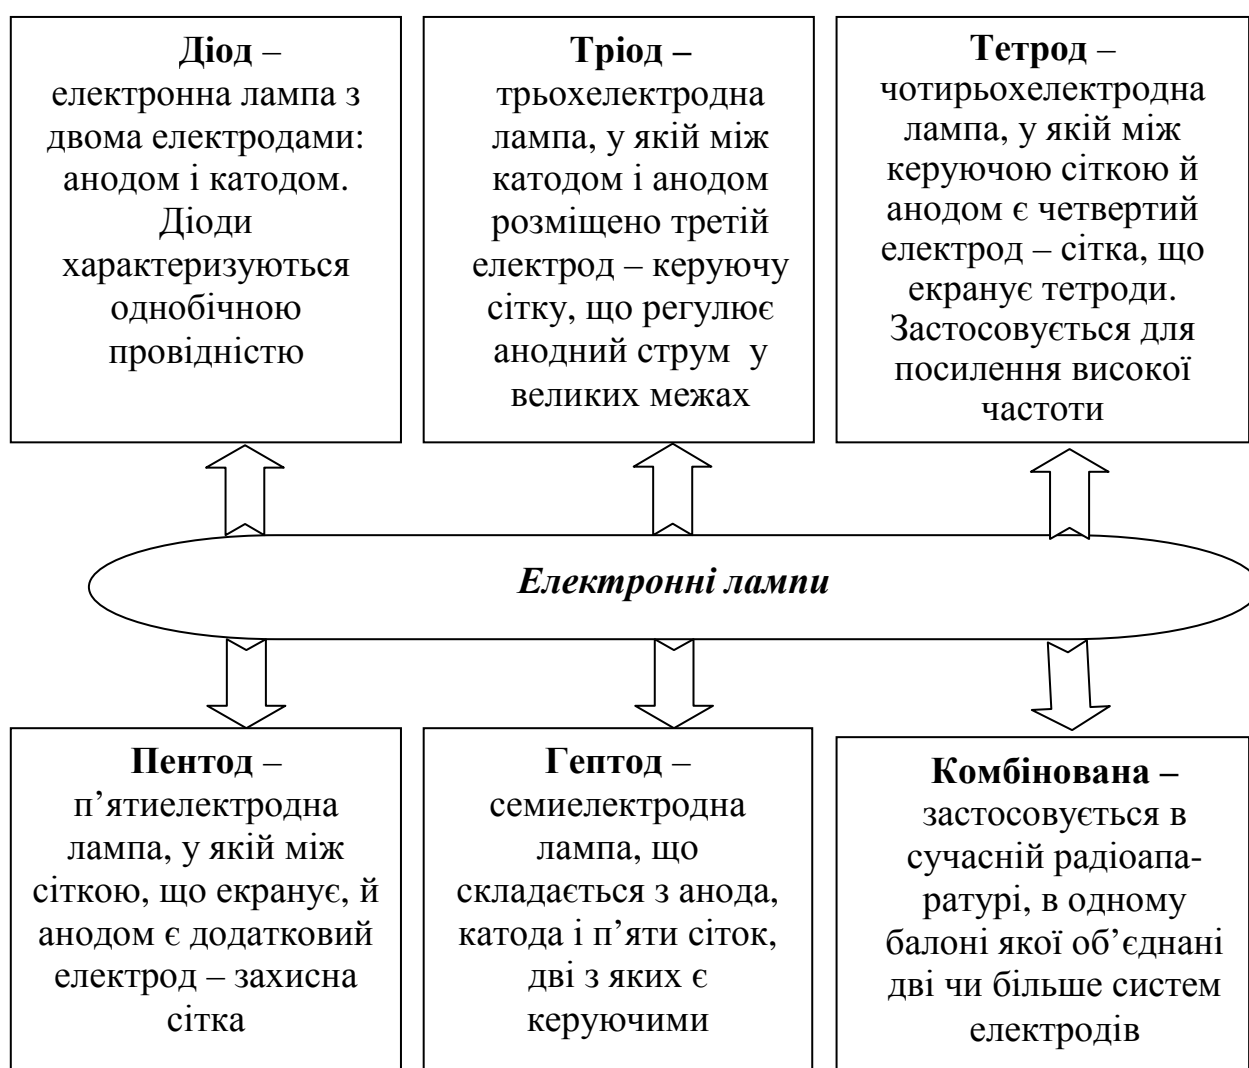 Діод –
електронна лампа з
двома електродами:
анодом і катодом.
Діоди
характеризуються
однобічною
провідністю
Тріод –
трьохелектродна
лампа, у якій між
катодом і анодом
розміщено третій
електрод – керуючу
сітку, що регулює
анодний струм у
великих межах
Тетрод –
чотирьохелектродна
лампа, у якій між
керуючою сіткою й
анодом є четвертий
електрод – сітка, що
екранує тетроди.
Застосовується для
посилення високої
частоти
Електронні лампи
Пентод –
п’ятиелектродна
лампа, у якій між
сіткою, що екранує, й
анодом є додатковий
електрод – захисна
сітка
Гептод –
семиелектродна
лампа, що
складається з анода,
катода і п’яти сіток,
дві з яких є
керуючими
Комбінована –
застосовується в
сучасній радіоапа-
ратурі, в одному
балоні якої об’єднані
дві чи більше систем
електродів